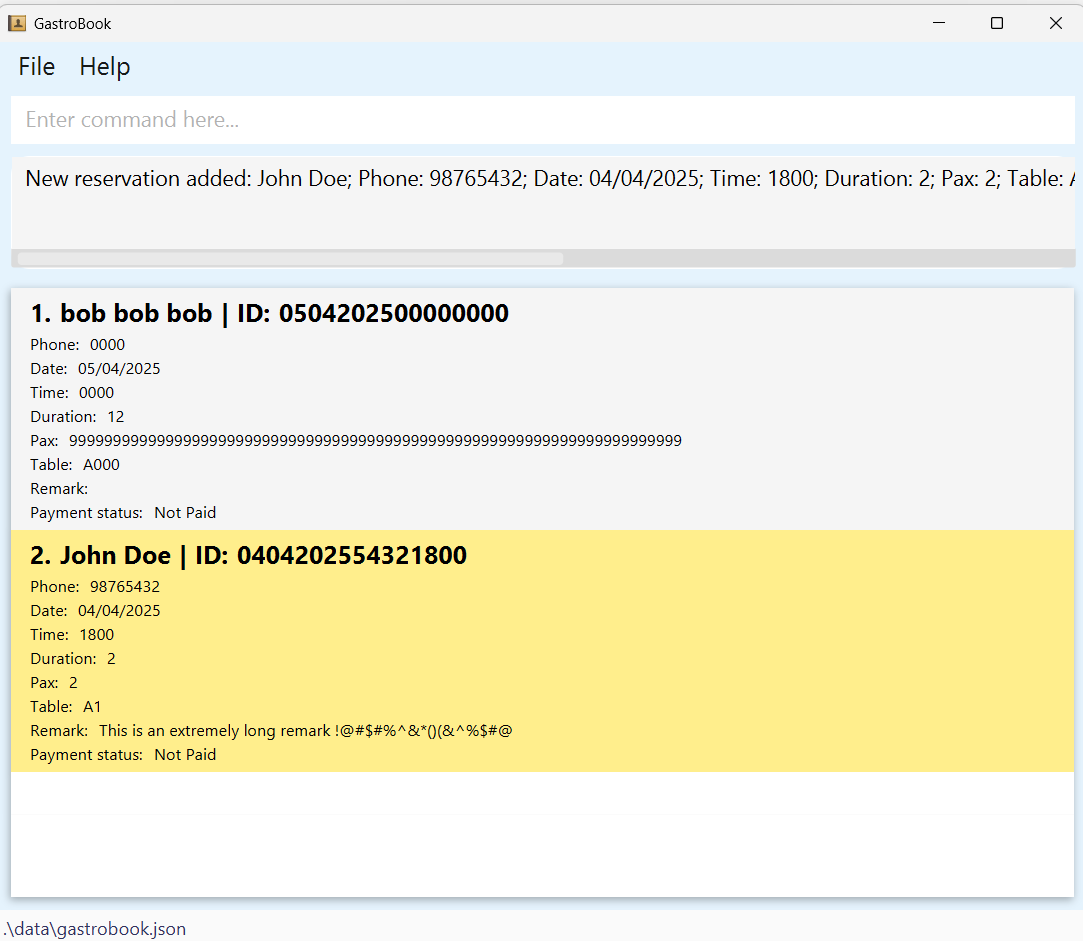 GastroBook
File Help
Enter command here...
New reservation added: John Doe; Phone: 98765432; Date: 04/04/2025; Time: 1800; Duration: 2; Pax: 2; Table:
1. bob bob bob | ID: 0504202500000000
Phone: 0000
Date: 05/04/2025
Time: 0000
Duration: 12
Pax: 99999999999999999999999999999999999999999999999999999999999999999999
Table: A000
Remark:
Payment status: Not Paid
2. John Doe | ID: 0404202554321800
Phone: 98765432
Date: 04/04/2025
Time: 1800
Duration: 2
Pax: 2
Table: A1
Remark: This is an extremely long remark !@#$#%^&*()(&^%$#@
Payment status: Not Paid
.\data\gastrobook.json